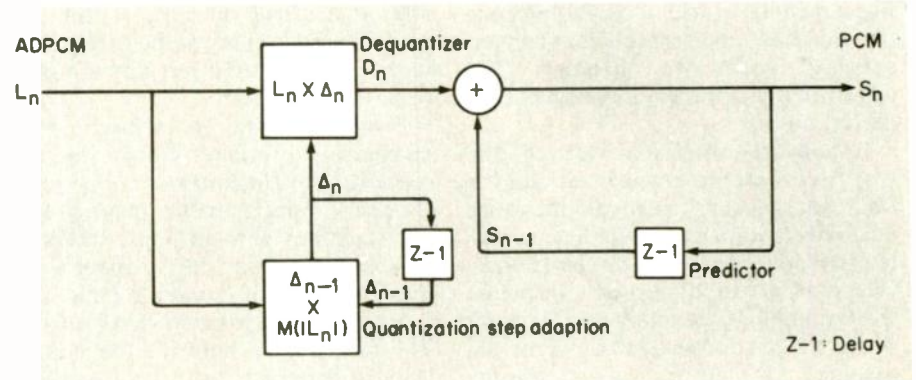 ADPCM
Dequantizer
PCM
Lₙ
Lₙ X Δₙ
Dₙ
+
Sₙ
Δₙ
Z-1
Sₙ₋₁
Z-1
Predictor
Δₙ₋₁
X
M(|Lₙ|)
Δₙ₋₁
Quantization step adaption
Z-1: Delay